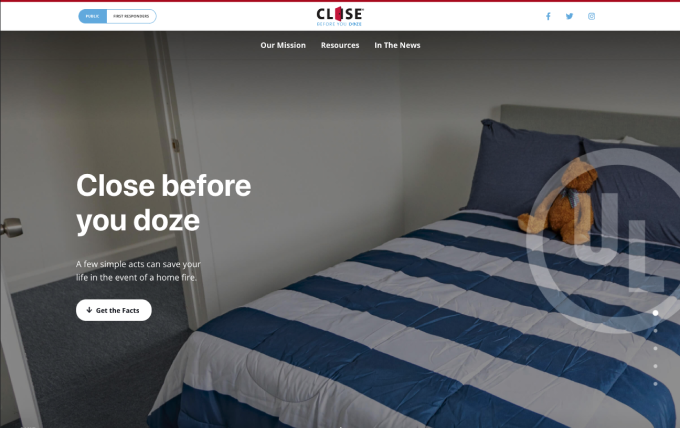 PUBLIC
FIRST RESPONDERS
CLOSE
BEFORE YOU DOZE
Our Mission
Resources
In The News
Close before
you doze
A few simple acts can save your
life in the event of a home fire.
Get the Facts
UL